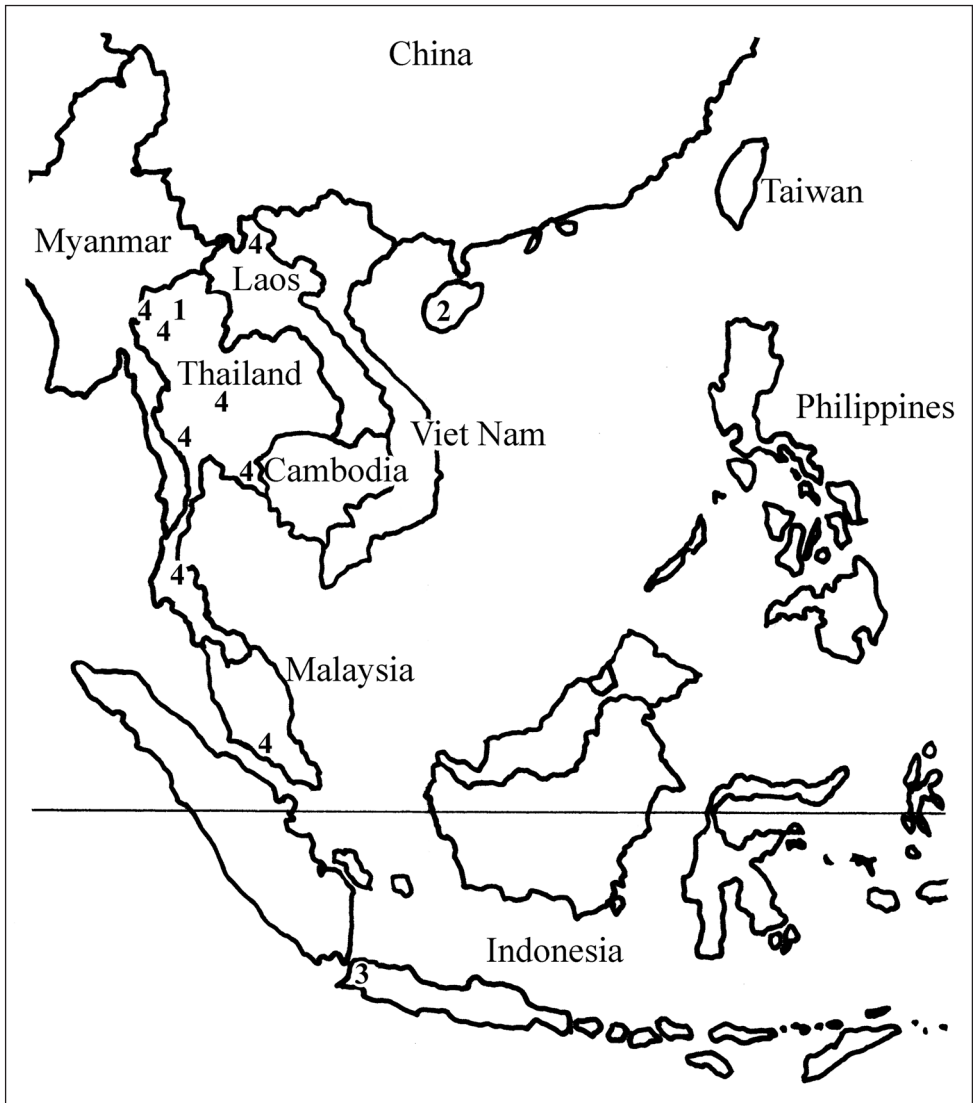 China
Taiwan
Myanmar
4
Laos
4 1
2
4
Thailand
4
Philippines
4
Viet Nam
4 Cambodia
4
Malaysia
4
Indonesia
3